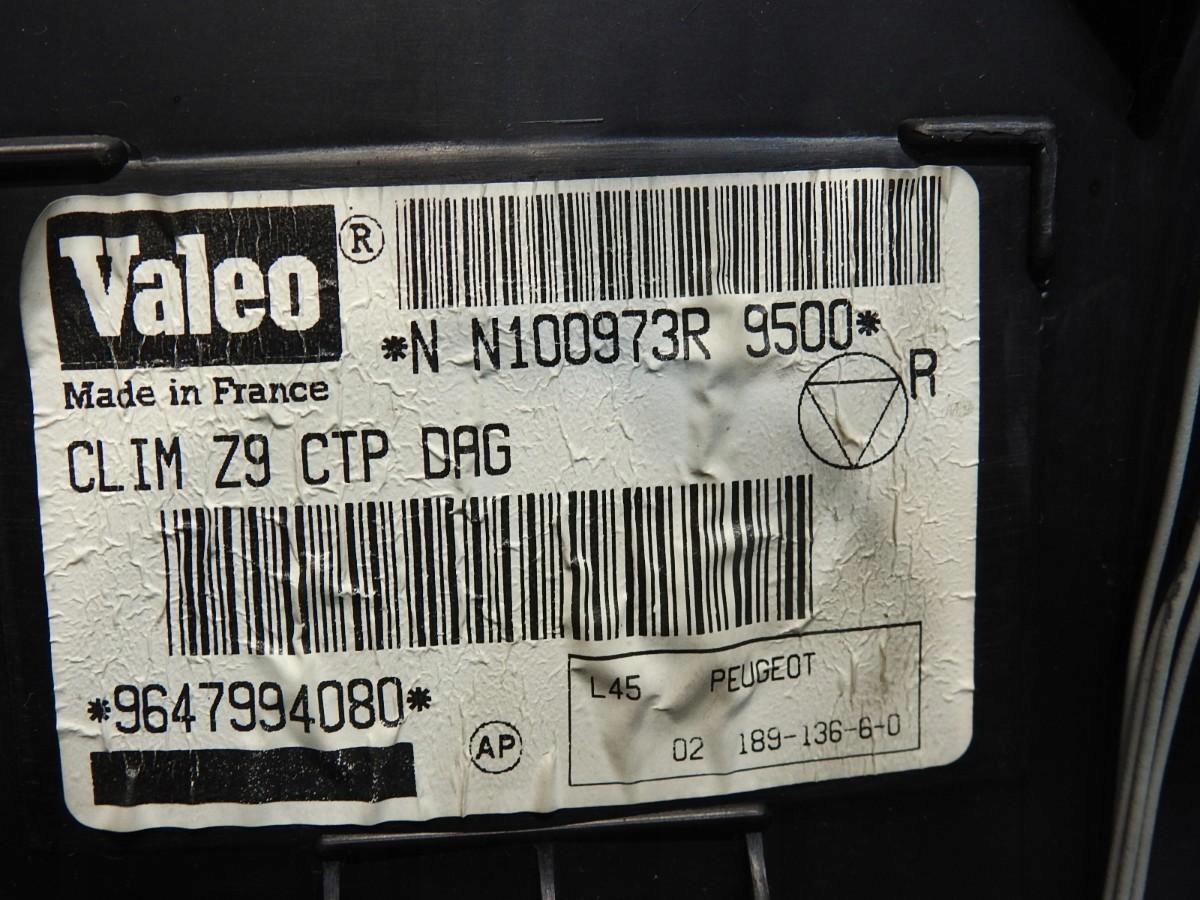 Valeo ®
*N N100973R 9500*
R
Made in France
CLIM Z9 CTP DAG
*9647994080*
AP
L45 PEUGEOT
02 189-136-6-0